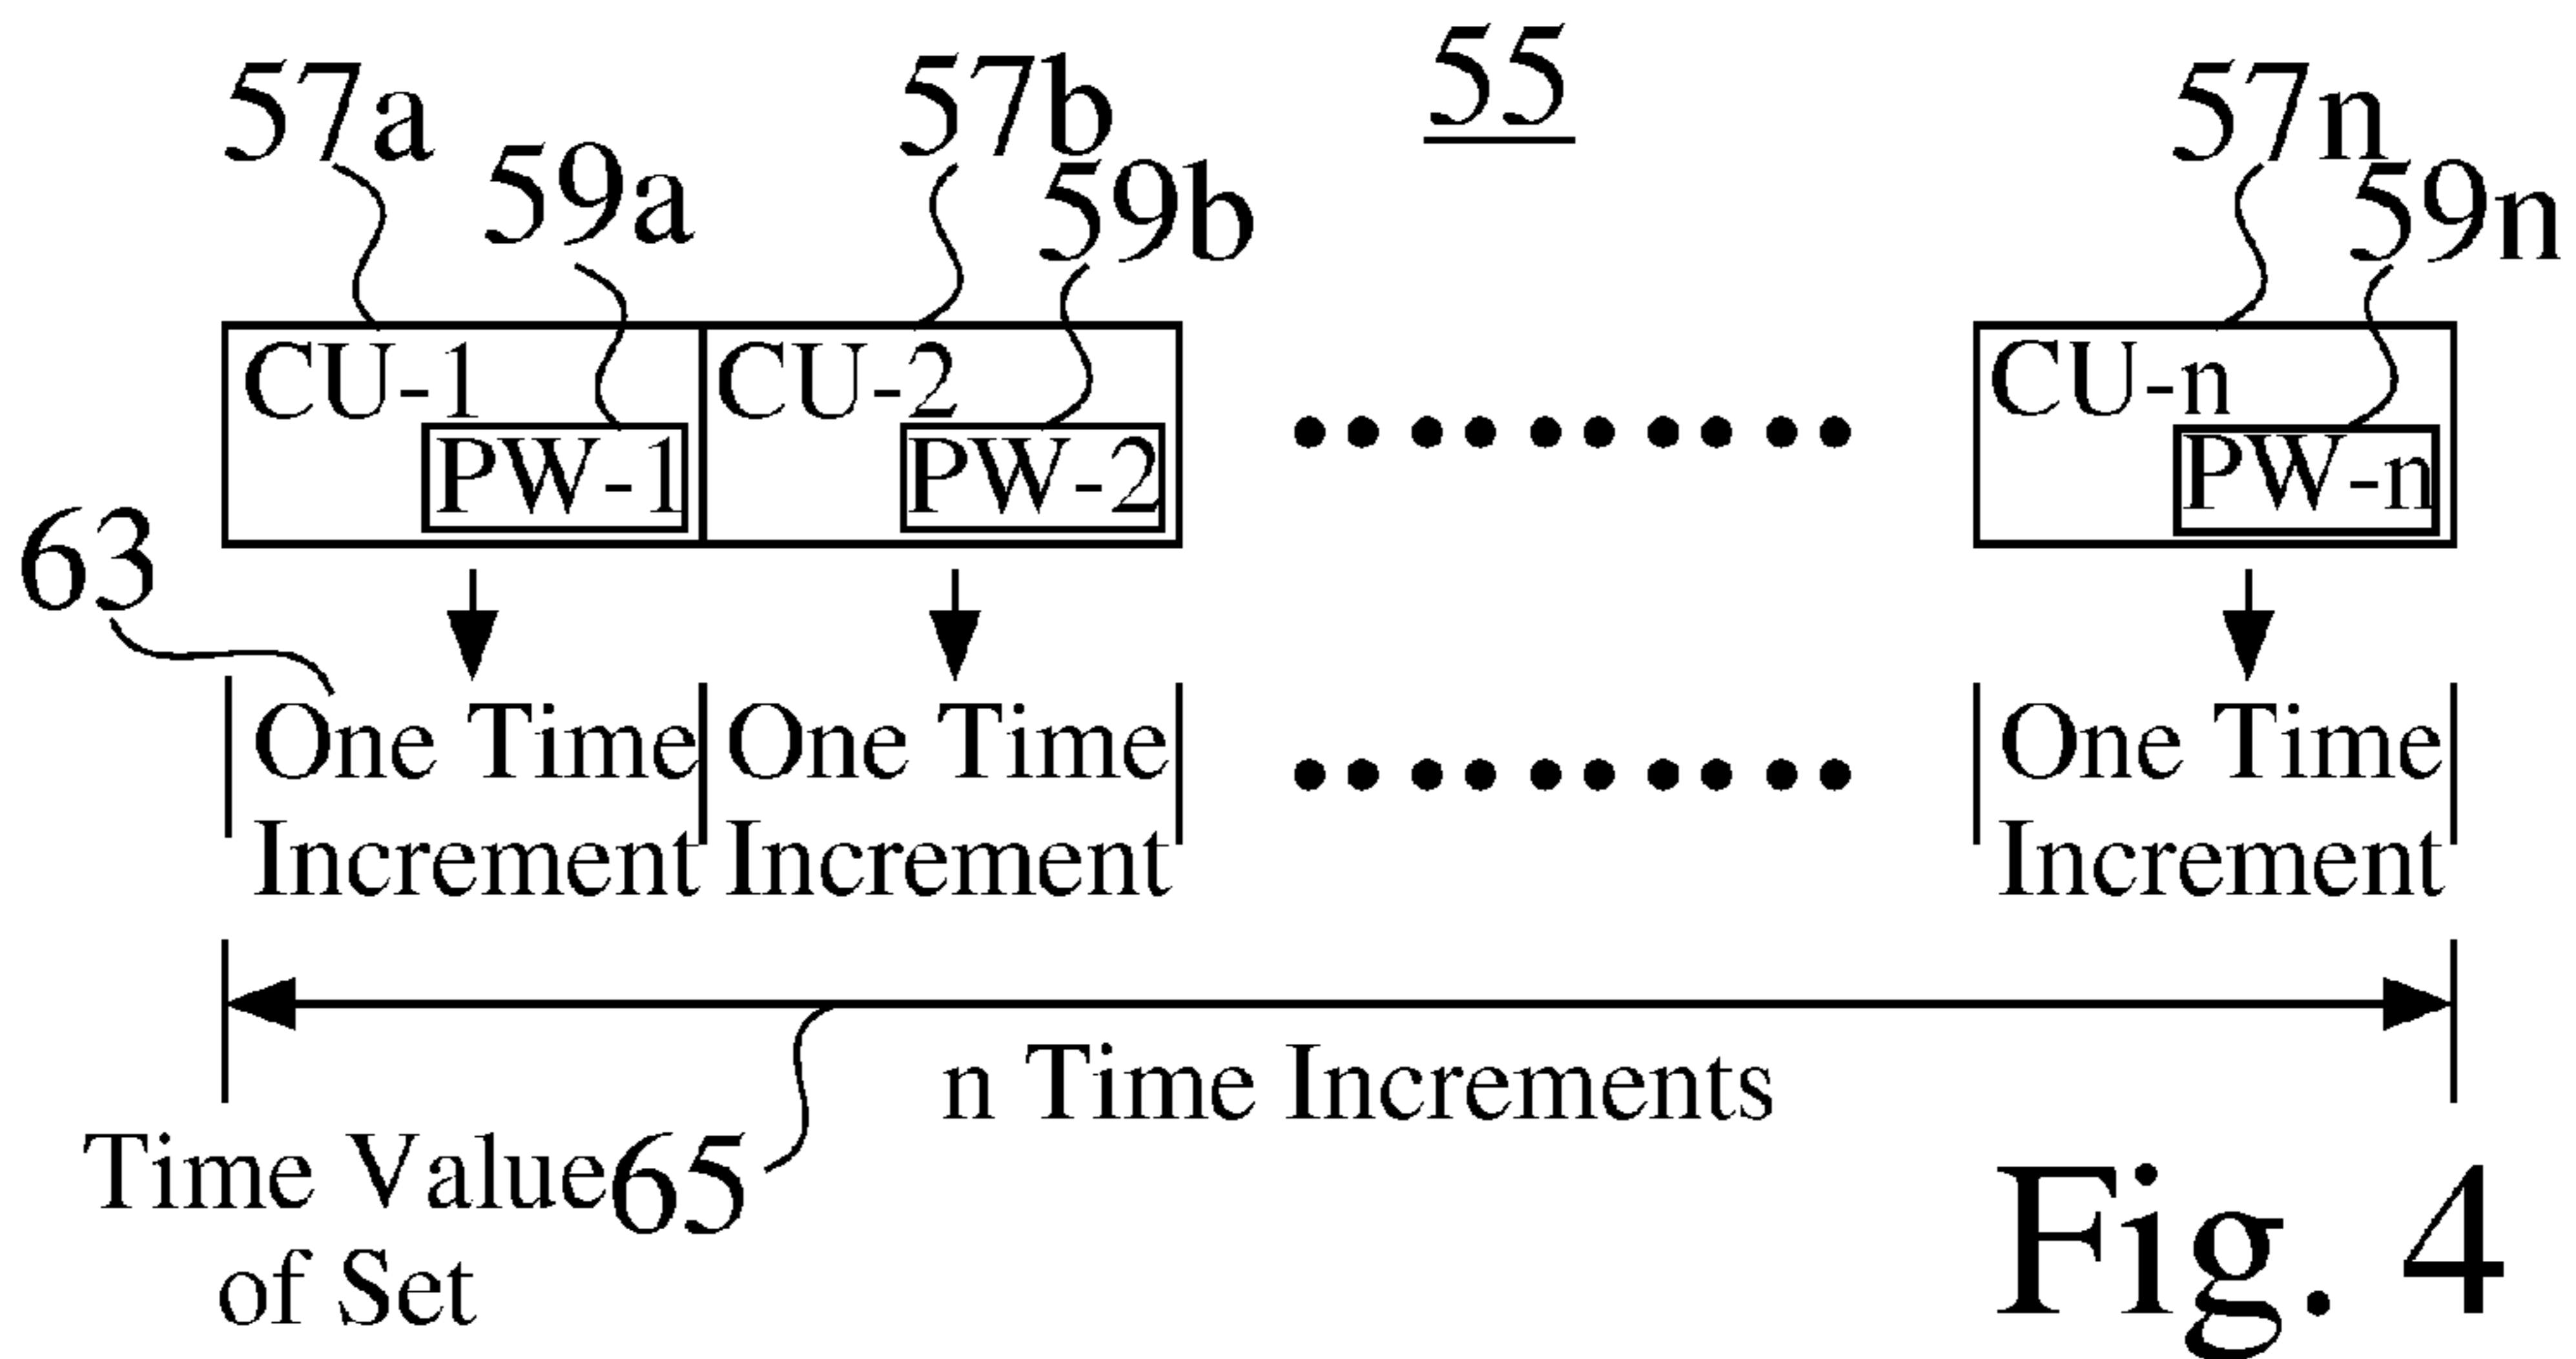 55
57a
57b
57n
59a
59b
59n
CU-1
CU-2
CU-n
PW-1
PW-2
PW-n
63
One Time
Increment
One Time
Increment
One Time
Increment
n Time Increments
Time Value
of Set
65
Fig. 4